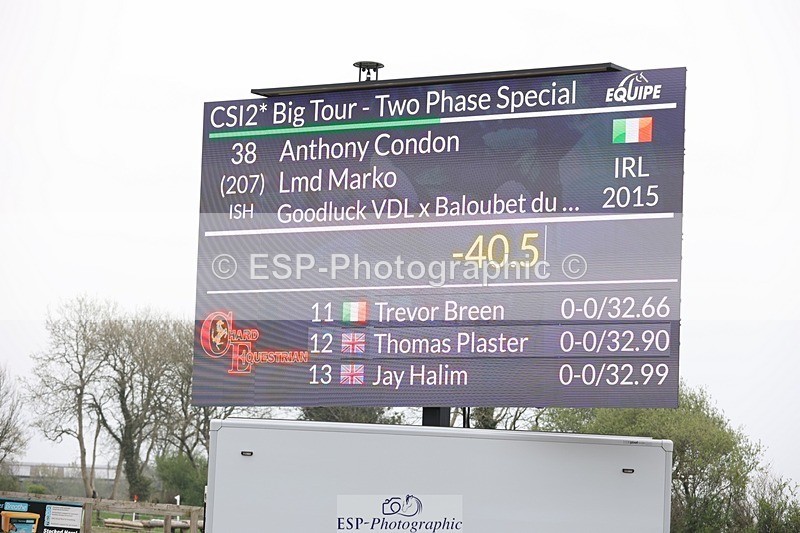 CSI2* Big Tour - Two Phase Special
EQUIPE
38 Anthony Condon
(207) Lmd Marko IRL
ISH Goodluck VDL x Baloubet du ... 2015
-40.5
© ESP-Photographic ©
11 Trevor Breen 0-0/32.66
12 Thomas Plaster 0-0/32.90
13 Jay Halim 0-0/32.99
CHARD
EQUESTRIAN
Breathe
ESP-Photographic